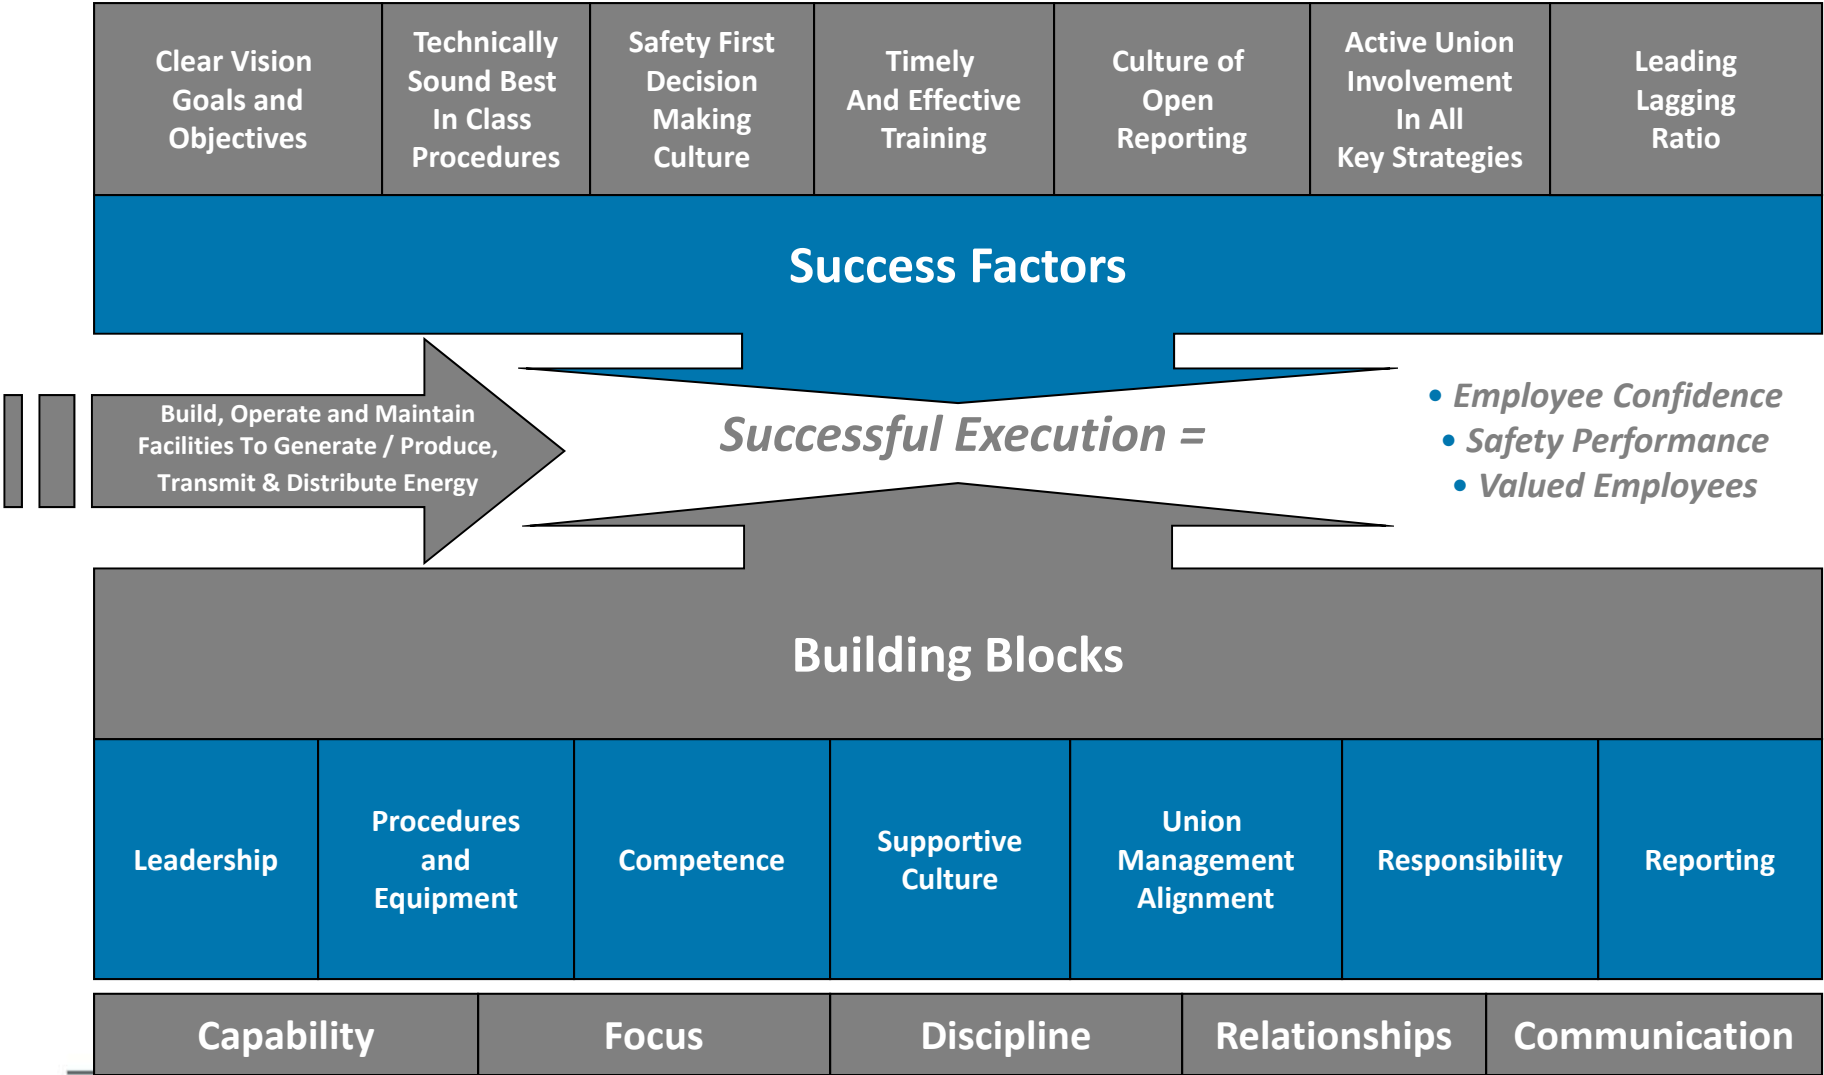 Clear Vision
Goals and
Objectives
Technically
Sound Best
In Class
Procedures
Safety First
Decision
Making
Culture
Timely
And Effective
Training
Culture of
Open
Reporting
Active Union
Involvement
In All
Key Strategies
Leading
Lagging
Ratio
Success Factors
Build, Operate and Maintain
Facilities To Generate / Produce,
Transmit & Distribute Energy
Successful Execution =
• Employee Confidence
• Safety Performance
• Valued Employees
Building Blocks
Leadership
Procedures
and
Equipment
Competence
Supportive
Culture
Union
Management
Alignment
Responsibility
Reporting
Capability
Focus
Discipline
Relationships
Communication